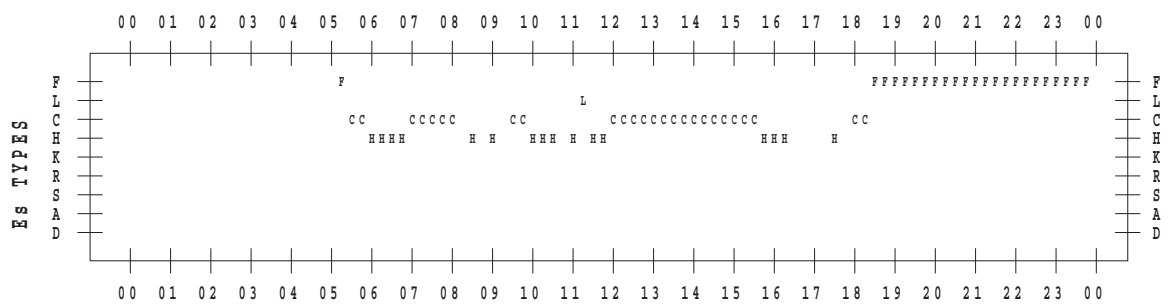 00 01 02 03 04 05 06 07 08 09 10 11 12 13 14 15 16 17 18 19 20 21 22 23 00
F F FFFFFFFFFFFFFFFFFFFFFF F
L L L
C CC CCCCC CC CCCCCCCCCCCCCCC CC C
H HHHH H H HHH H HH HHH H H
K K
R R
S S
A A
D D
Es TYPES
00 01 02 03 04 05 06 07 08 09 10 11 12 13 14 15 16 17 18 19 20 21 22 23 00